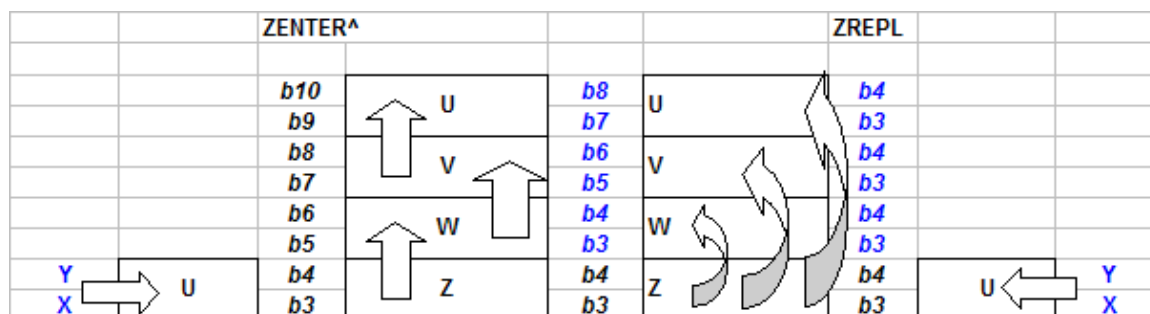 ZENTER^ ZREPL
b10 U b8 U b4
b9 b7 b3
b8 V b6 V b4
b7 b5 b3
b6 W b4 W b4
b5 b3 b3
Y U b4 Z b4 Z b4 U Y
X b3 b3 b3 X